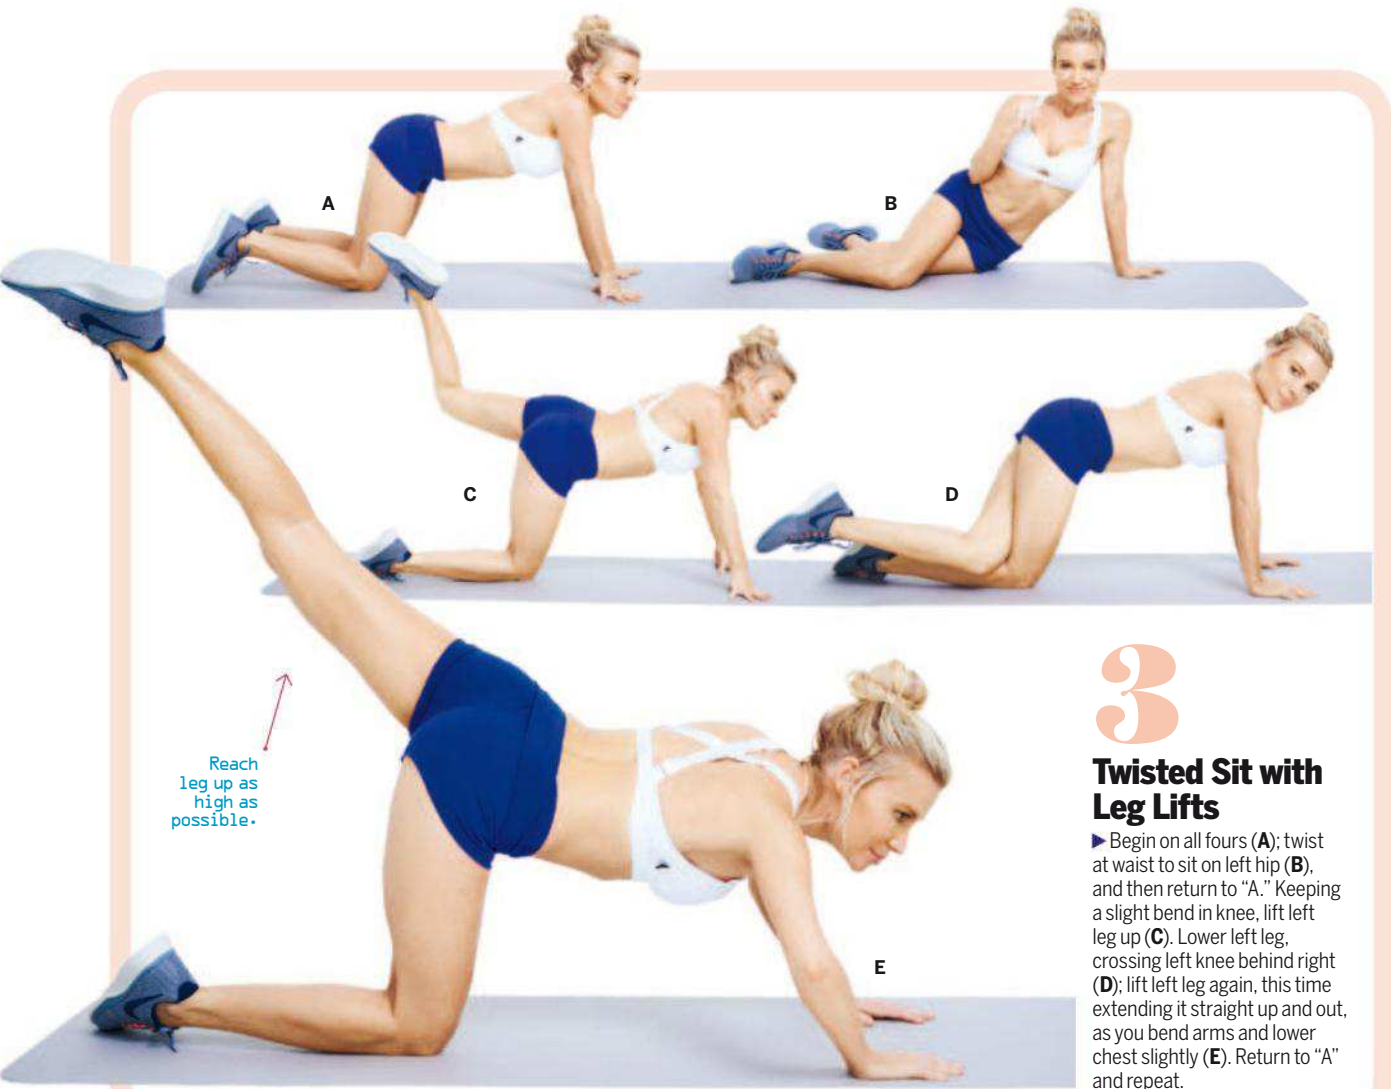 A
B
C
D
Reach
leg up as
high as
possible.
E
3
Twisted Sit with
Leg Lifts
▶ Begin on all fours (A); twist
at waist to sit on left hip (B),
and then return to “A.” Keeping
a slight bend in knee, lift left
leg up (C). Lower left leg,
crossing left knee behind right
(D); lift left leg again, this time
extending it straight up and out,
as you bend arms and lower
chest slightly (E). Return to “A”
and repeat.